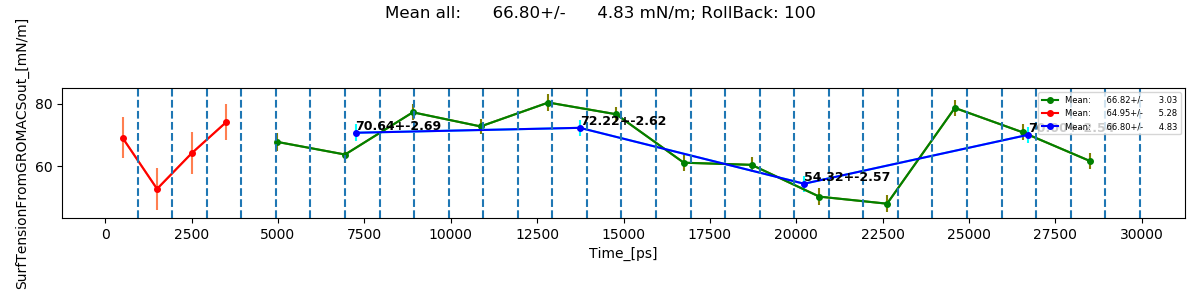 Mean all: 66.80+/- 4.83 mN/m; RollBack: 100
SurfTensionFromGROMACSout_[mN/m]
80
60
70.64+-2.69
72.22+-2.62
54.32+-2.57
Mean: 66.82+/- 3.03
Mean: 64.95+/- 5.28
Mean: 66.80+/- 4.83
0 2500 5000 7500 10000 12500 15000 17500 20000 22500 25000 27500 30000
Time_[ps]